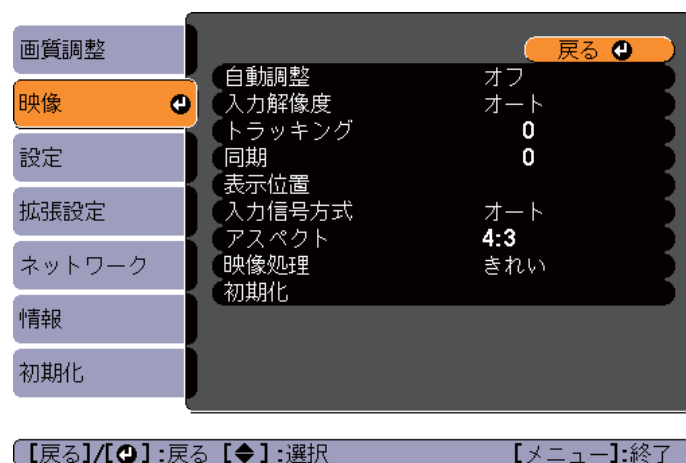 画質調整
映像
設定
拡張設定
ネットワーク
情報
初期化
戻る
自動調整 オフ
入力解像度 オート
トラッキング 0
同期 0
表示位置
入力信号方式 オート
アスペクト 4:3
映像処理 きれい
初期化
【戻る】/【⏎】:戻る 【◆】:選択 【メニュー】:終了